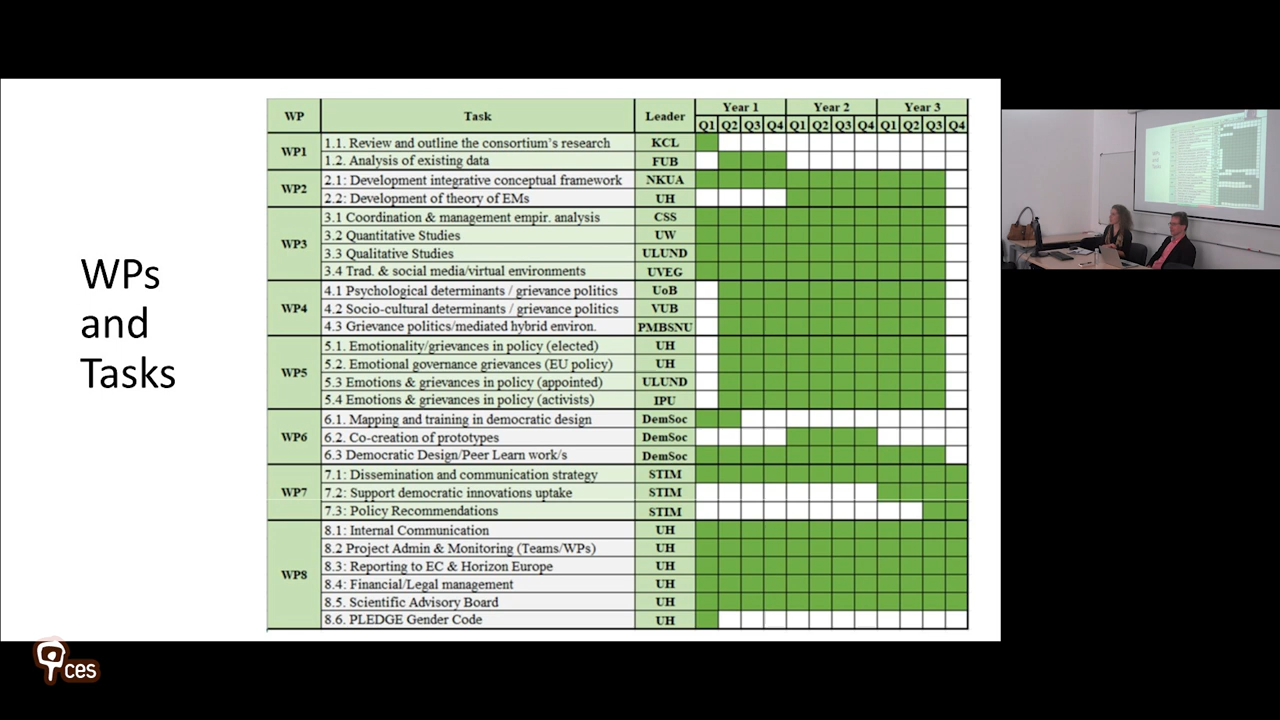 WPs
and
Tasks
WP Task Leader Year 1 Year 2 Year 3
Q1 Q2 Q3 Q4 Q1 Q2 Q3 Q4 Q1 Q2 Q3 Q4
WP1
1.1. Review and outline the consortium's research KCL
1.2. Analysis of existing data FUB
WP2
2.1: Development integrative conceptual framework NKUA
2.2: Development of theory of EMs UH
WP3
3.1 Coordination & management empir. analysis CSS
3.2 Quantitative Studies UW
3.3 Qualitative Studies ULUND
3.4 Trad. & social media/virtual environments UVEG
WP4
4.1 Psychological determinants / grievance politics UoB
4.2 Socio-cultural determinants / grievance politics VUB
4.3 Grievance politics/mediated hybrid environ. PMBSNU
WP5
5.1. Emotionality/grievances in policy (elected) UH
5.2. Emotional governance grievances (EU policy) UH
5.3 Emotions & grievances in policy (appointed) ULUND
5.4 Emotions & grievances in policy (activists) IPU
WP6
6.1. Mapping and training in democratic design DemSoc
6.2. Co-creation of prototypes DemSoc
6.3 Democratic Design/Peer Learn work/s DemSoc
WP7
7.1: Dissemination and communication strategy STIM
7.2: Support democratic innovations uptake STIM
7.3: Policy Recommendations STIM
WP8
8.1: Internal Communication UH
8.2 Project Admin & Monitoring (Teams/WPs) UH
8.3: Reporting to EC & Horizon Europe UH
8.4: Financial/Legal management UH
8.5. Scientific Advisory Board UH
8.6. PLEDGE Gender Code UH
ces